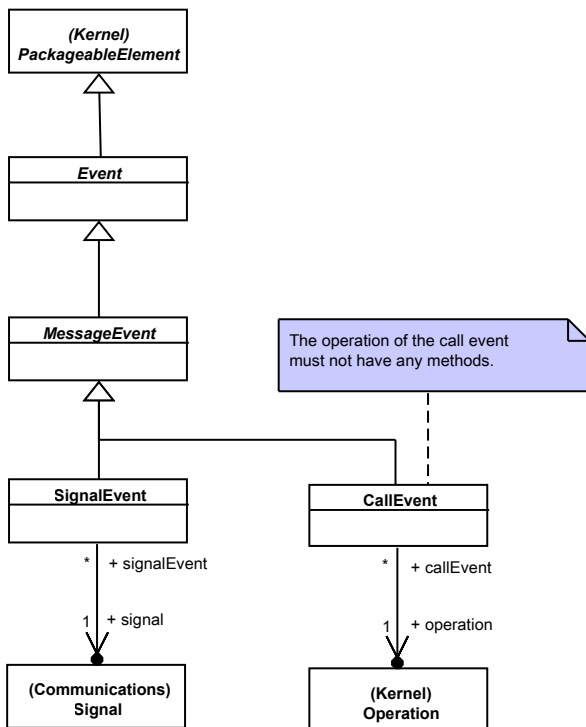 (Kernel)
PackageableElement
Event
MessageEvent
The operation of the call event
must not have any methods.
SignalEvent
CallEvent
* + signalEvent
* + callEvent
1 + signal
1 + operation
(Communications)
Signal
(Kernel)
Operation